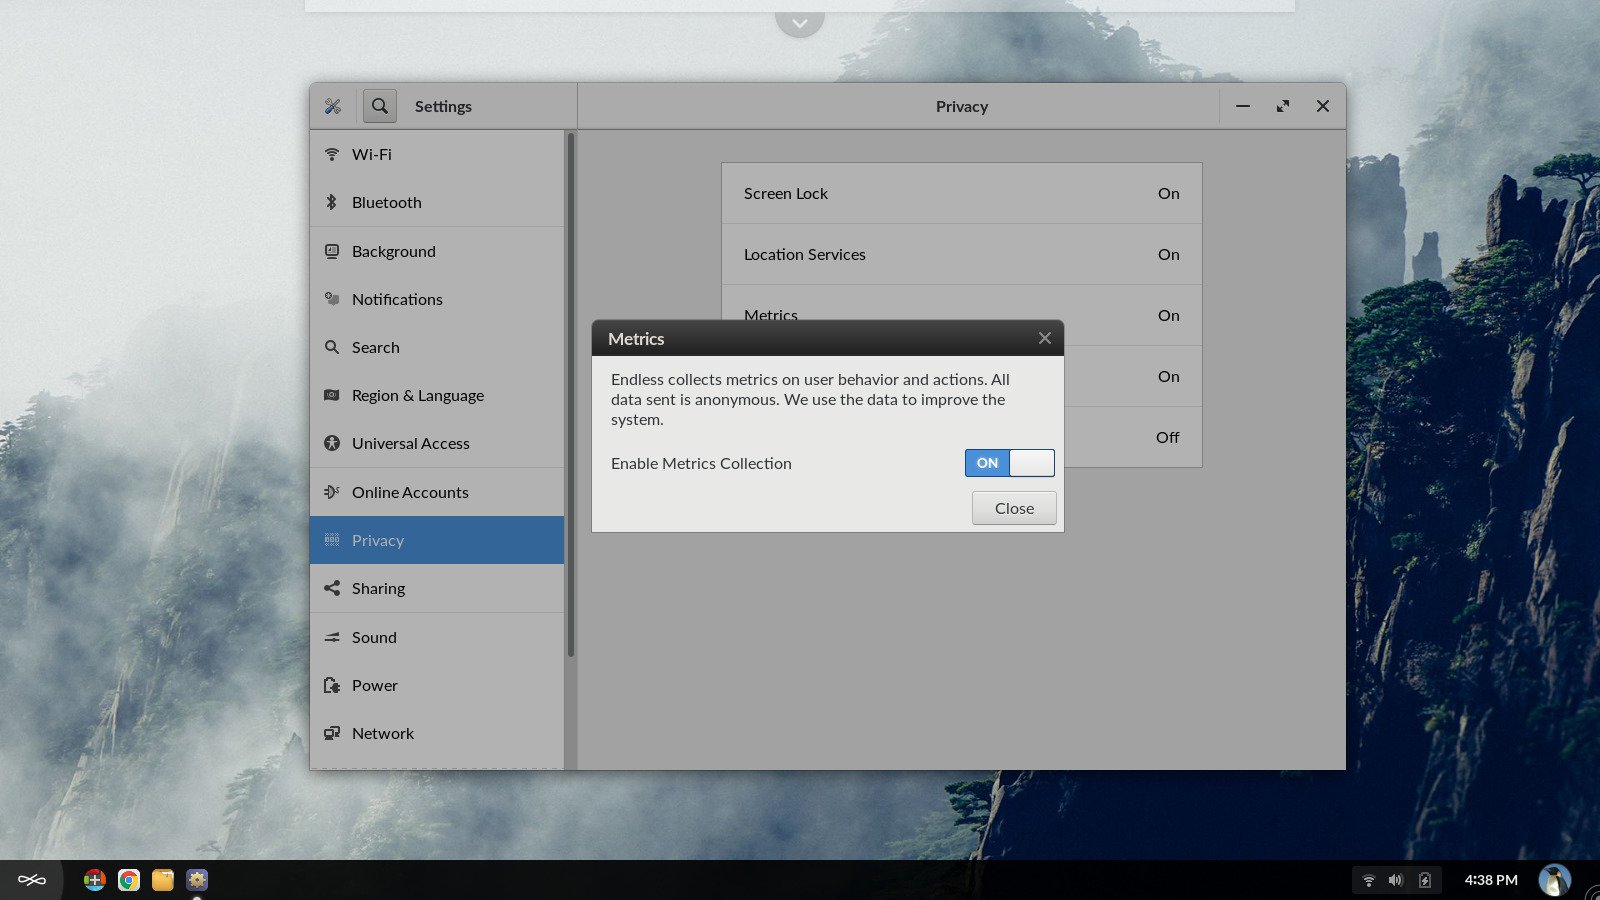 Settings
Privacy
Wi-Fi
Bluetooth
Background
Notifications
Search
Region & Language
Universal Access
Online Accounts
Privacy
Sharing
Sound
Power
Network
Screen Lock On
Location Services On
Metrics On
On
Off
Metrics
Endless collects metrics on user behavior and actions. All
data sent is anonymous. We use the data to improve the
system.
Enable Metrics Collection ON
Close
4:38 PM